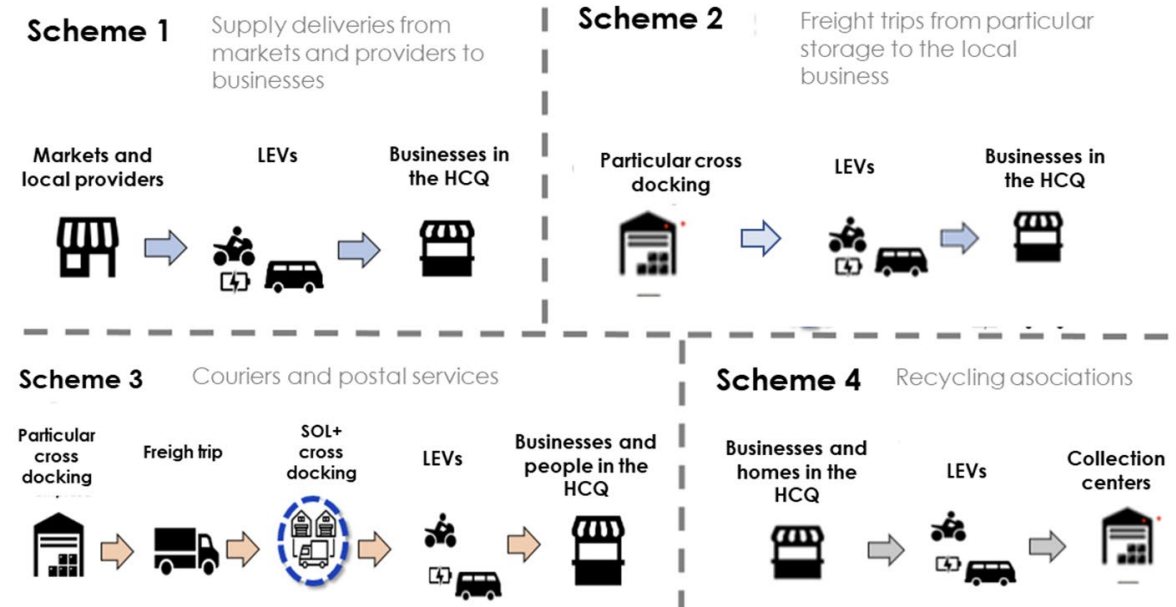 Scheme 1
Supply deliveries from
markets and providers to
businesses
Markets and
local providers
LEVs
Businesses in
the HCQ
Scheme 2
Freight trips from particular
storage to the local
business
Particular cross
docking
LEVs
Businesses in
the HCQ
Scheme 3
Couriers and postal services
Particular
cross
docking
Freigh trip
SOL+
cross
docking
LEVs
Businesses and
people in the
HCQ
Scheme 4
Recycling asociations
Businesses and
homes in the
HCQ
LEVs
Collection
centers